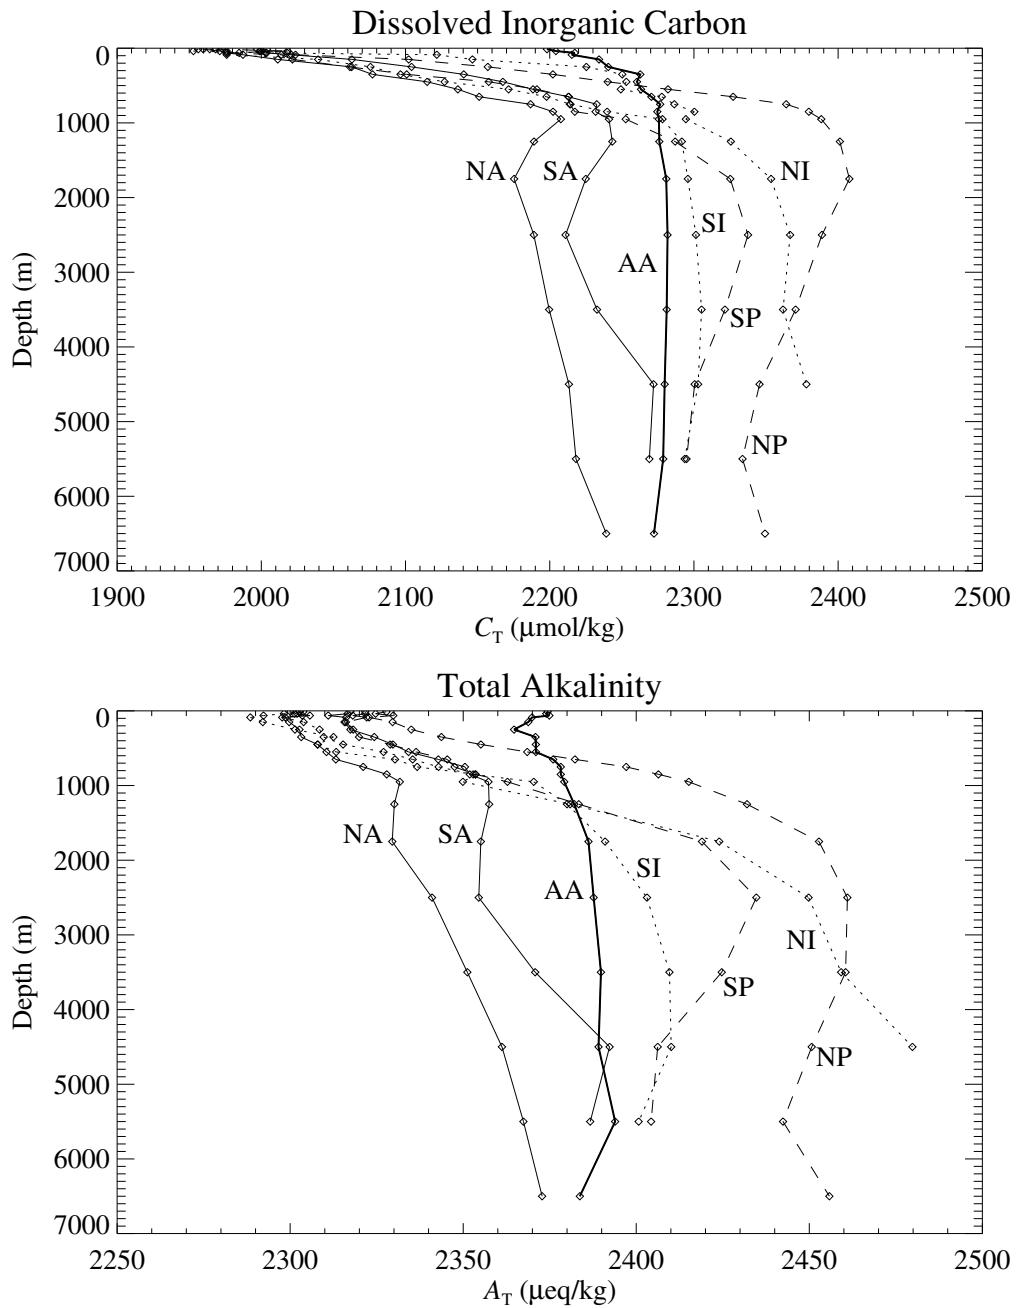 Dissolved Inorganic Carbon
0
1000
2000
3000
4000
5000
6000
7000
Depth (m)
NA
SA
NI
SI
AA
SP
NP
1900
2000
2100
2200
2300
2400
2500
C_T (μmol/kg)
Total Alkalinity
0
1000
2000
3000
4000
5000
6000
7000
Depth (m)
NA
SA
SI
AA
NI
SP
NP
2250
2300
2350
2400
2450
2500
A_T (μeq/kg)